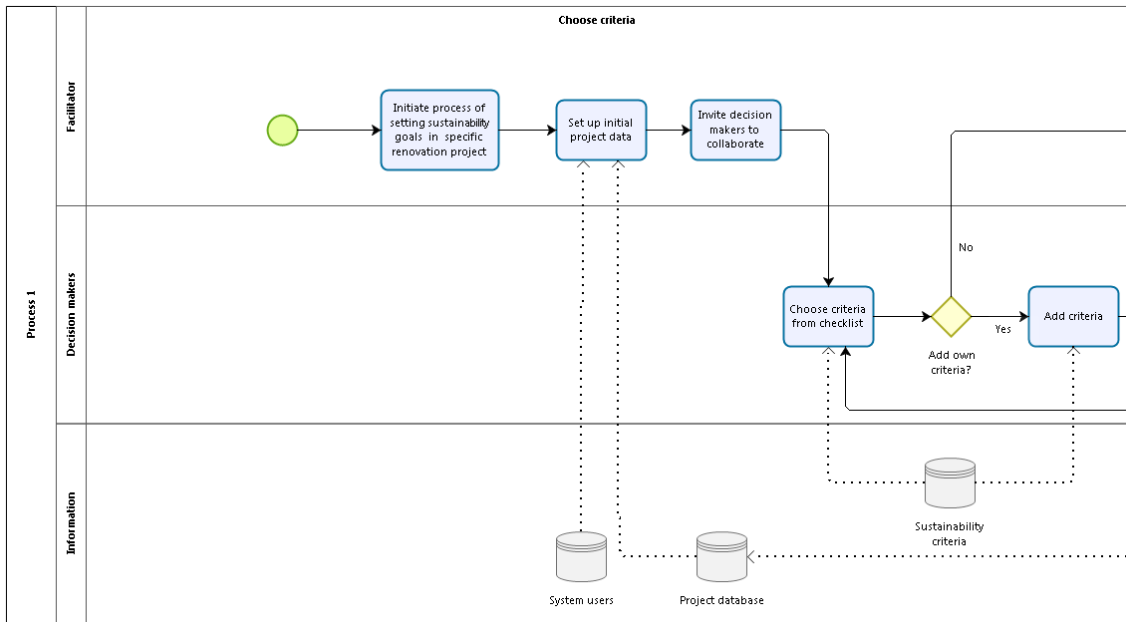 Choose criteria
Process 1
Facilitator
Initiate process of
setting sustainability
goals in specific
renovation project
Set up initial
project data
Invite decision
makers to
collaborate
Decision makers
No
Choose criteria
from checklist
Yes
Add criteria
Add own
criteria?
Information
Sustainability
criteria
System users
Project database